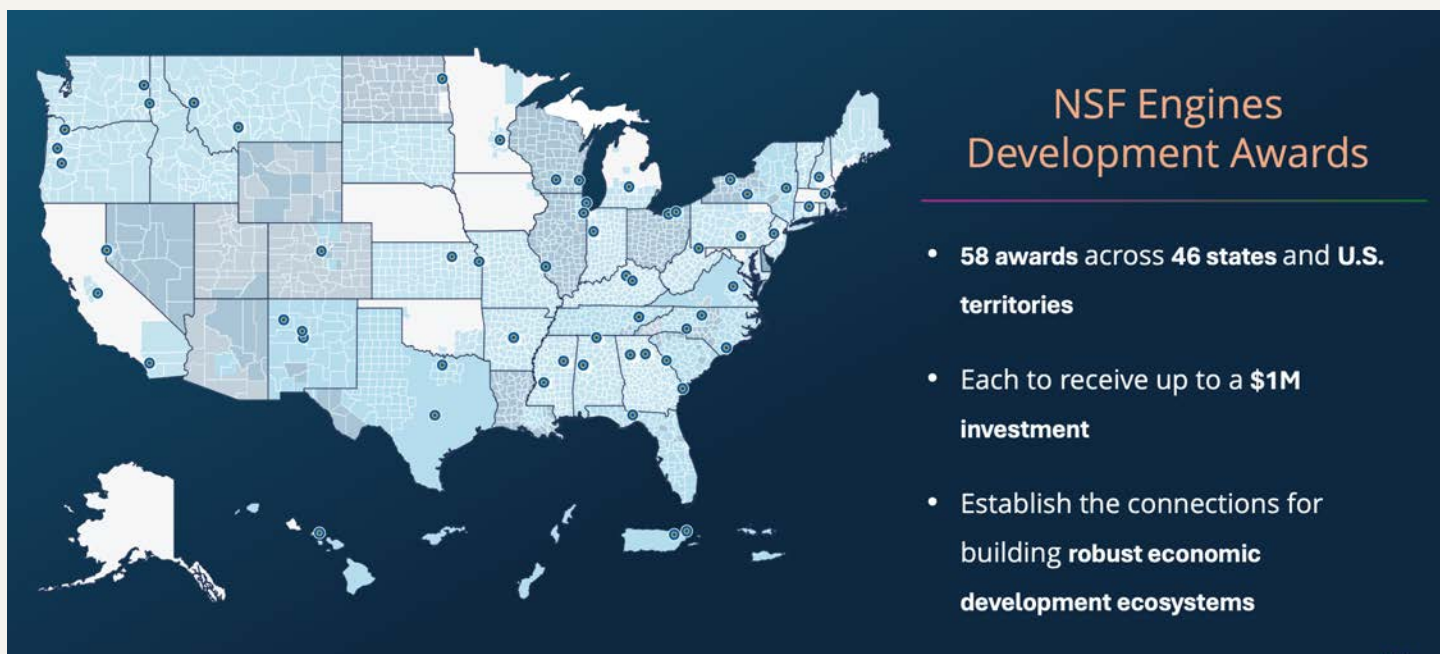 NSF Engines
Development Awards
• 58 awards across 46 states and U.S.
territories
• Each to receive up to a $1M
investment
• Establish the connections for
building robust economic
development ecosystems